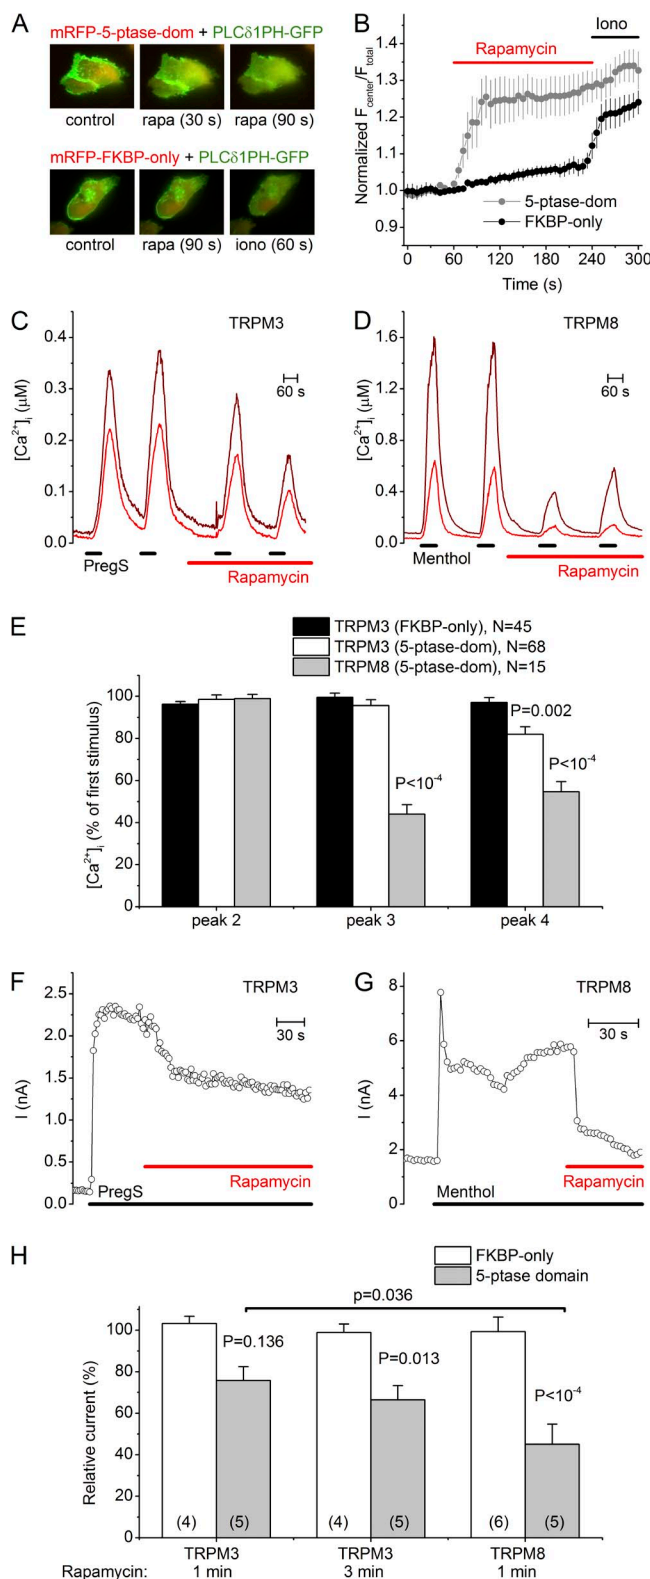 A
mRFP-5-ptase-dom + PLCδ1PH-GFP
control rapa (30 s) rapa (90 s)
mRFP-FKBP-only + PLCδ1PH-GFP
control rapa (90 s) iono (60 s)
B
Iono
Rapamycin
Normalized Fcenter/Ftotal
1.4
1.3
1.2
1.1
1.0
0.9
5-ptase-dom
FKBP-only
0 60 120 180 240 300
Time (s)
C
TRPM3
60 s
[Ca²⁺]i (μM)
0.4
0.3
0.2
0.1
0.0
PregS
Rapamycin
D
TRPM8
60 s
[Ca²⁺]i (μM)
1.6
1.2
0.8
0.4
0.0
Menthol
Rapamycin
E
TRPM3 (FKBP-only), N=45
TRPM3 (5-ptase-dom), N=68
TRPM8 (5-ptase-dom), N=15
[Ca²⁺]i (% of first stimulus)
100
80
60
40
20
0
P<10⁻⁴
P=0.002
P<10⁻⁴
peak 2 peak 3 peak 4
F
TRPM3
30 s
I (nA)
2.5
2.0
1.5
1.0
0.5
0.0
Rapamycin
PregS
G
TRPM8
30 s
I (nA)
8
6
4
2
0
Rapamycin
Menthol
H
FKBP-only
5-ptase domain
p=0.036
Relative current (%)
100
80
60
40
20
0
P=0.136
P=0.013
P<10⁻⁴
(4) (5) (4) (5) (6) (5)
TRPM3 TRPM3 TRPM8
Rapamycin: 1 min 3 min 1 min